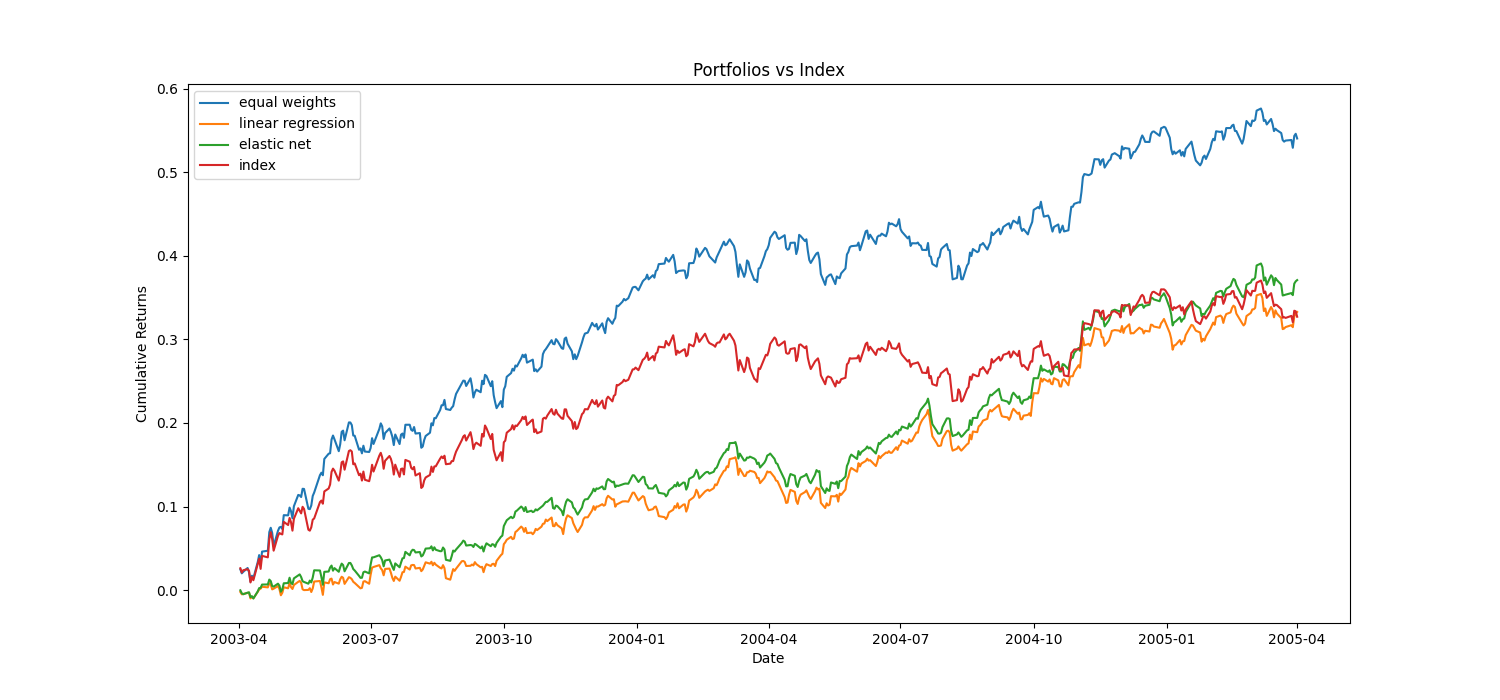 Portfolios vs Index
equal weights
linear regression
elastic net
index
Cumulative Returns
0.6
0.5
0.4
0.3
0.2
0.1
0.0
2003-04 2003-07 2003-10 2004-01 2004-04 2004-07 2004-10 2005-01 2005-04
Date